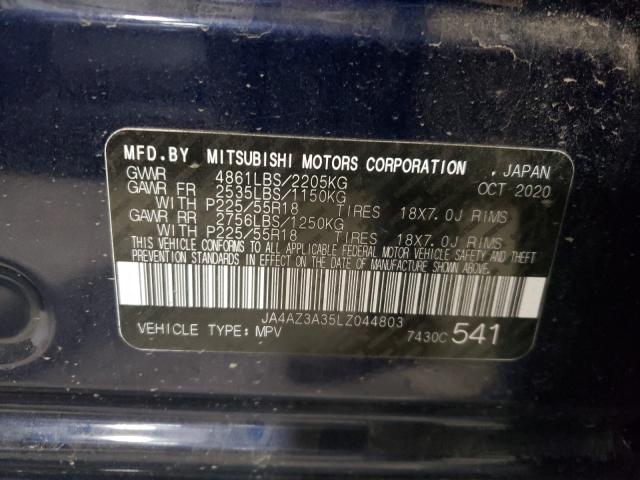 MFD.BY MITSUBISHI MOTORS CORPORATION , JAPAN
GVWR 4861LBS/2205KG OCT 2020
GAWR FR 2535LBS/1150KG
WITH P225/55R18 TIRES 18X7.0J RIMS
GAWR RR 2756LBS/1250KG
WITH P225/55R18 TIRES 18X7.0J RIMS
THIS VEHICLE CONFORMS TO ALL APPLICABLE FEDERAL MOTOR VEHICLE SAFETY AND THEFT
PREVENTION STANDARDS IN EFFECT ON THE DATE OF MANUFACTURE SHOWN ABOVE.
JA4AZ3A35LZ044803
VEHICLE TYPE: MPV 7430C 541